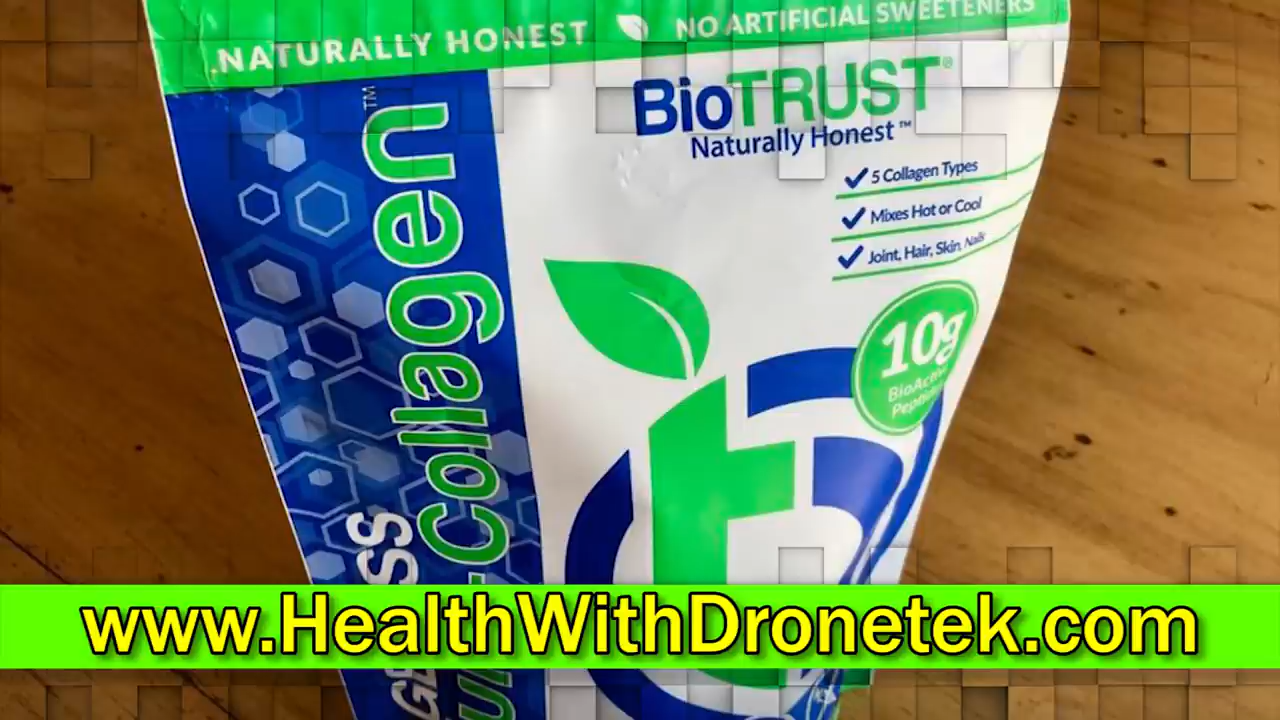 NATURALLY HONEST NO ARTIFICIAL SWEETENERS
BioTRUST®
Naturally Honest™
5 Collagen Types
Mixes Hot or Cool
Joint, Hair, Skin, Nails
10g
Collagen™
www.HealthWithDronetek.com